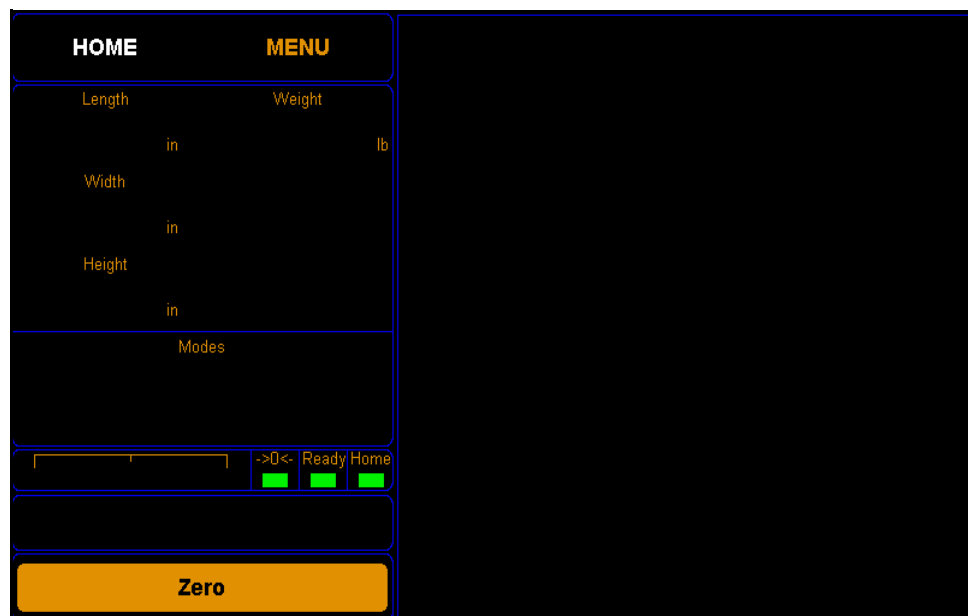 HOME MENU
Length Weight
in lb
Width
in
Height
in
Modes
->0<- Ready Home
Zero